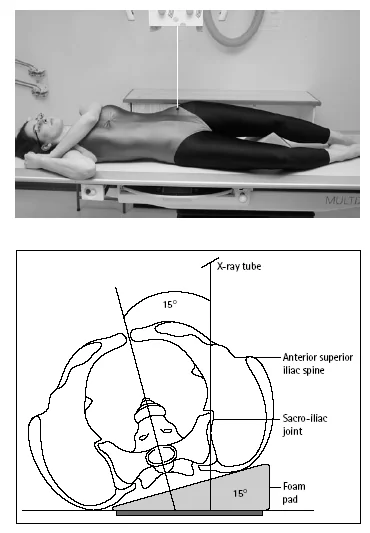 MULTI
X-ray tube
15°
Anterior superior
iliac spine
Sacro-iliac
joint
Foam
pad
15°